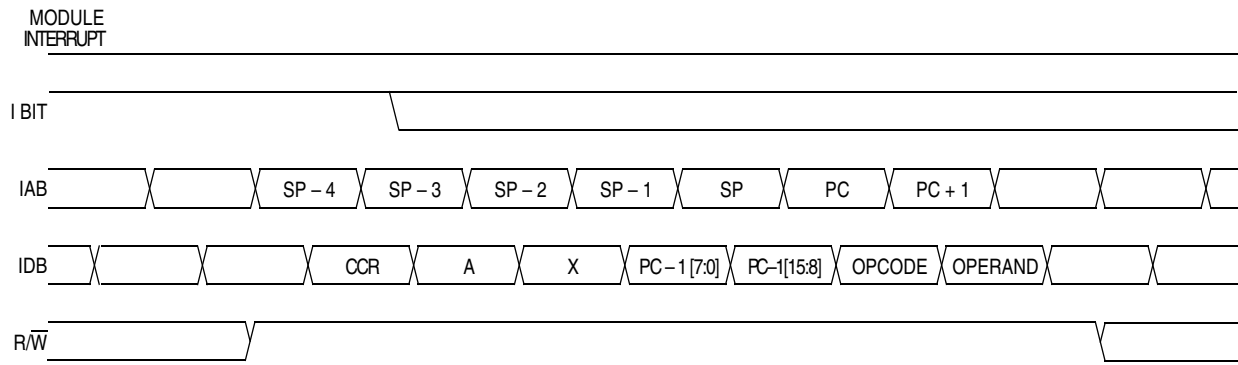 MODULE
INTERRUPT
I BIT
IAB SP – 4 SP – 3 SP – 2 SP – 1 SP PC PC + 1
IDB CCR A X PC – 1 [7:0] PC–1[15:8] OPCODE OPERAND
R/W̅